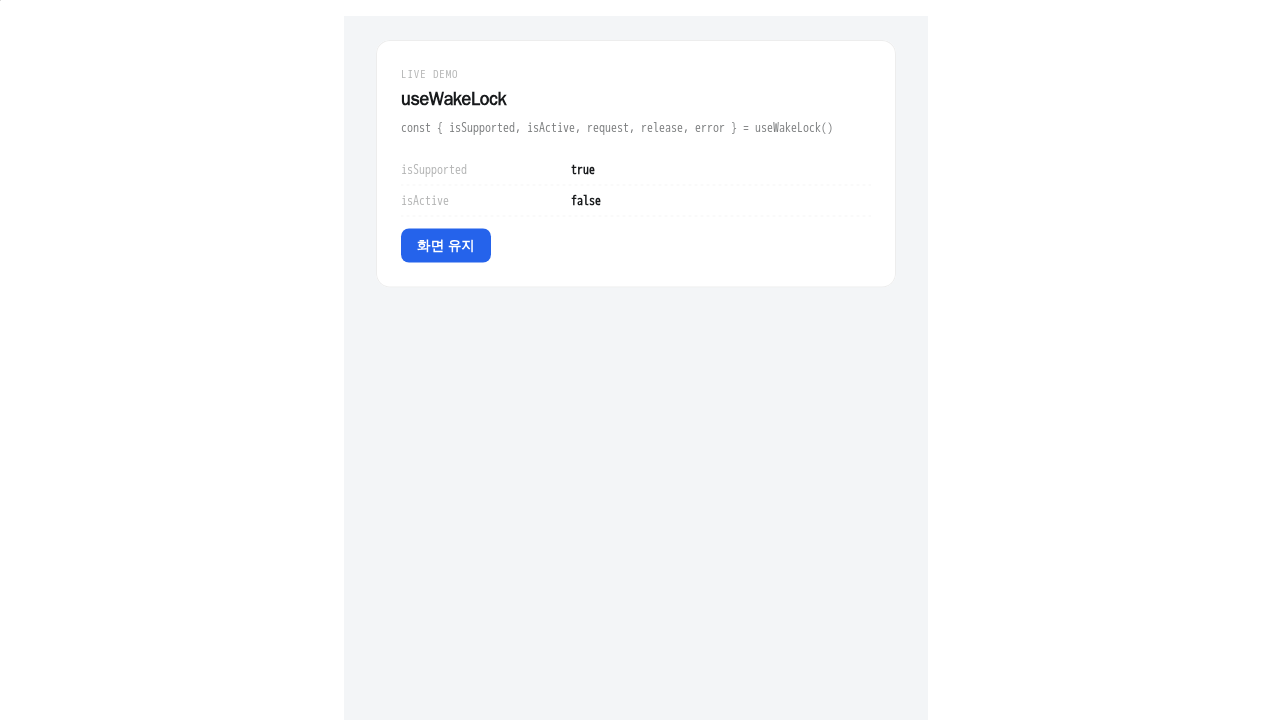 LIVE DEMO
useWakeLock
const { isSupported, isActive, request, release, error } = useWakeLock()
isSupported true
isActive false
화면 유지